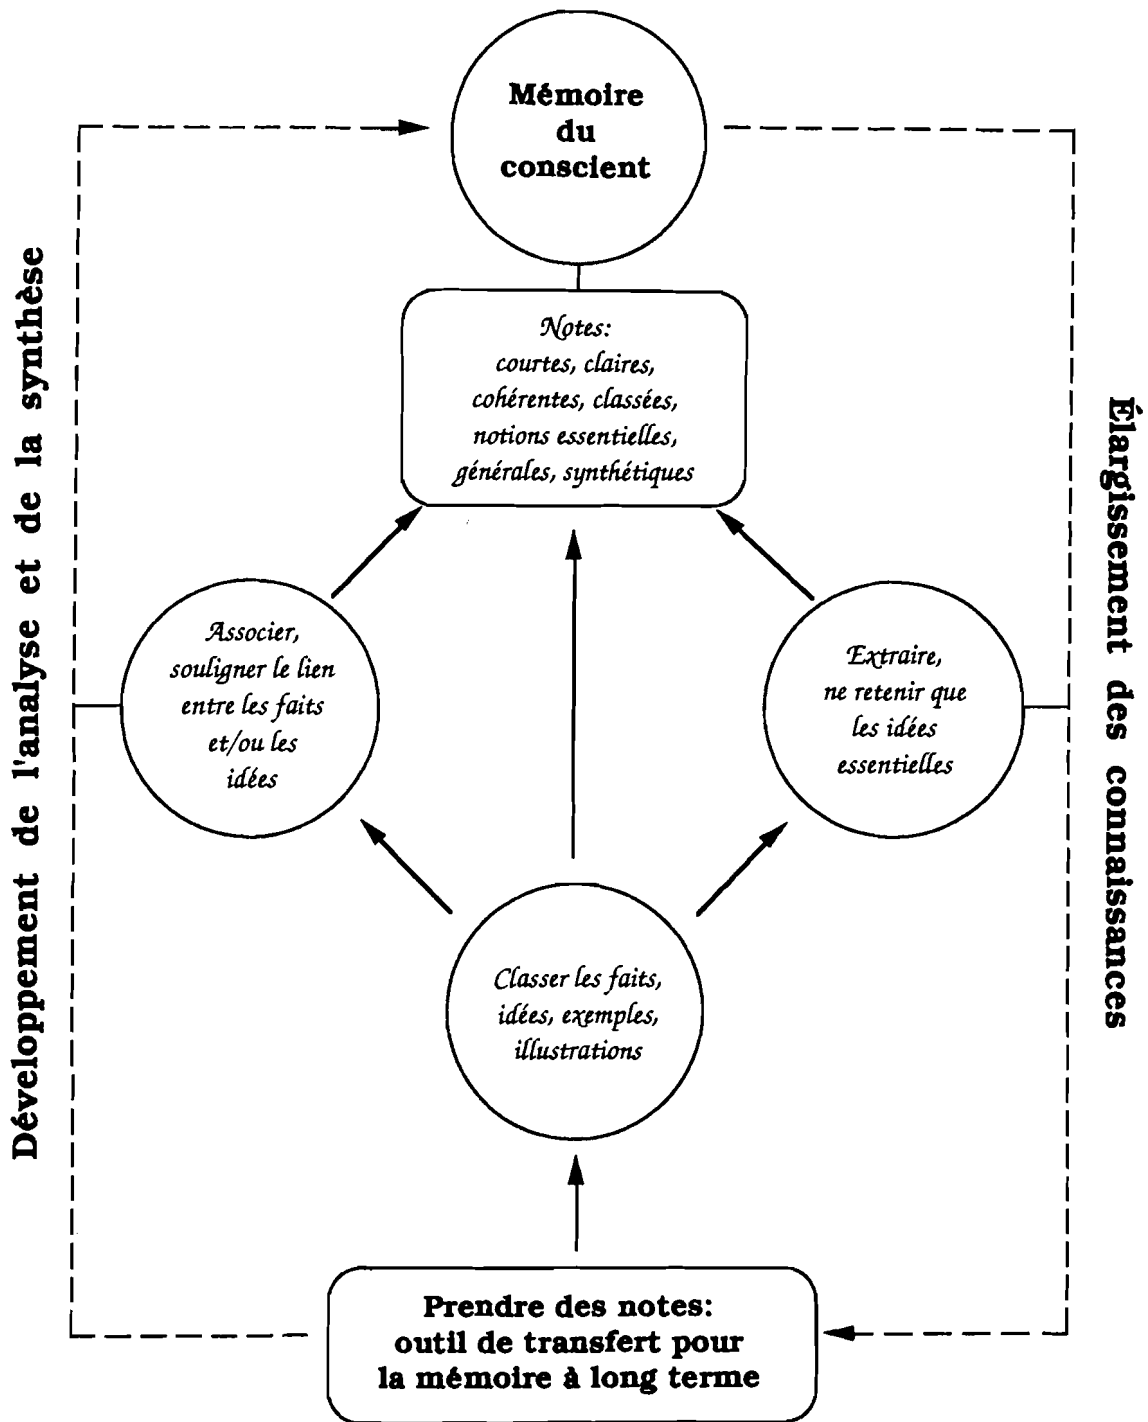 Mémoire
du
conscient
Notes:
courtes, claires,
cohérentes, classées,
notions essentielles,
générales, synthétiques
Développement de l'analyse et de la synthèse
Élargissement des connaissances
Associer,
souligner le lien
entre les faits
et/ou les
idées
Extraire,
ne retenir que
les idées
essentielles
Classer les faits,
idées, exemples,
illustrations
Prendre des notes:
outil de transfert pour
la mémoire à long terme